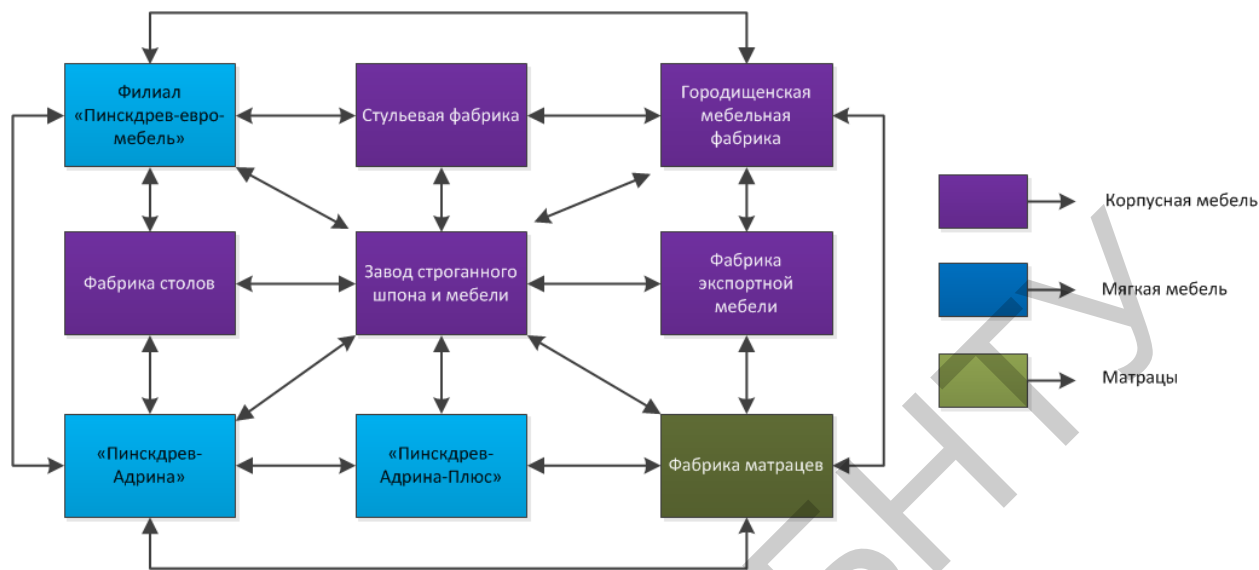 Филиал
«Пинскдрев-евро-
мебель»
Стульевая фабрика
Городищенская
мебельная
фабрика
Корпусная мебель
Фабрика столов
Завод строганного
шпона и мебели
Фабрика
экспортной
мебели
Мягкая мебель
Матрацы
«Пинскдрев-
Адрина»
«Пинскдрев-
Адрина-Плюс»
Фабрика матрацев
БНТУ